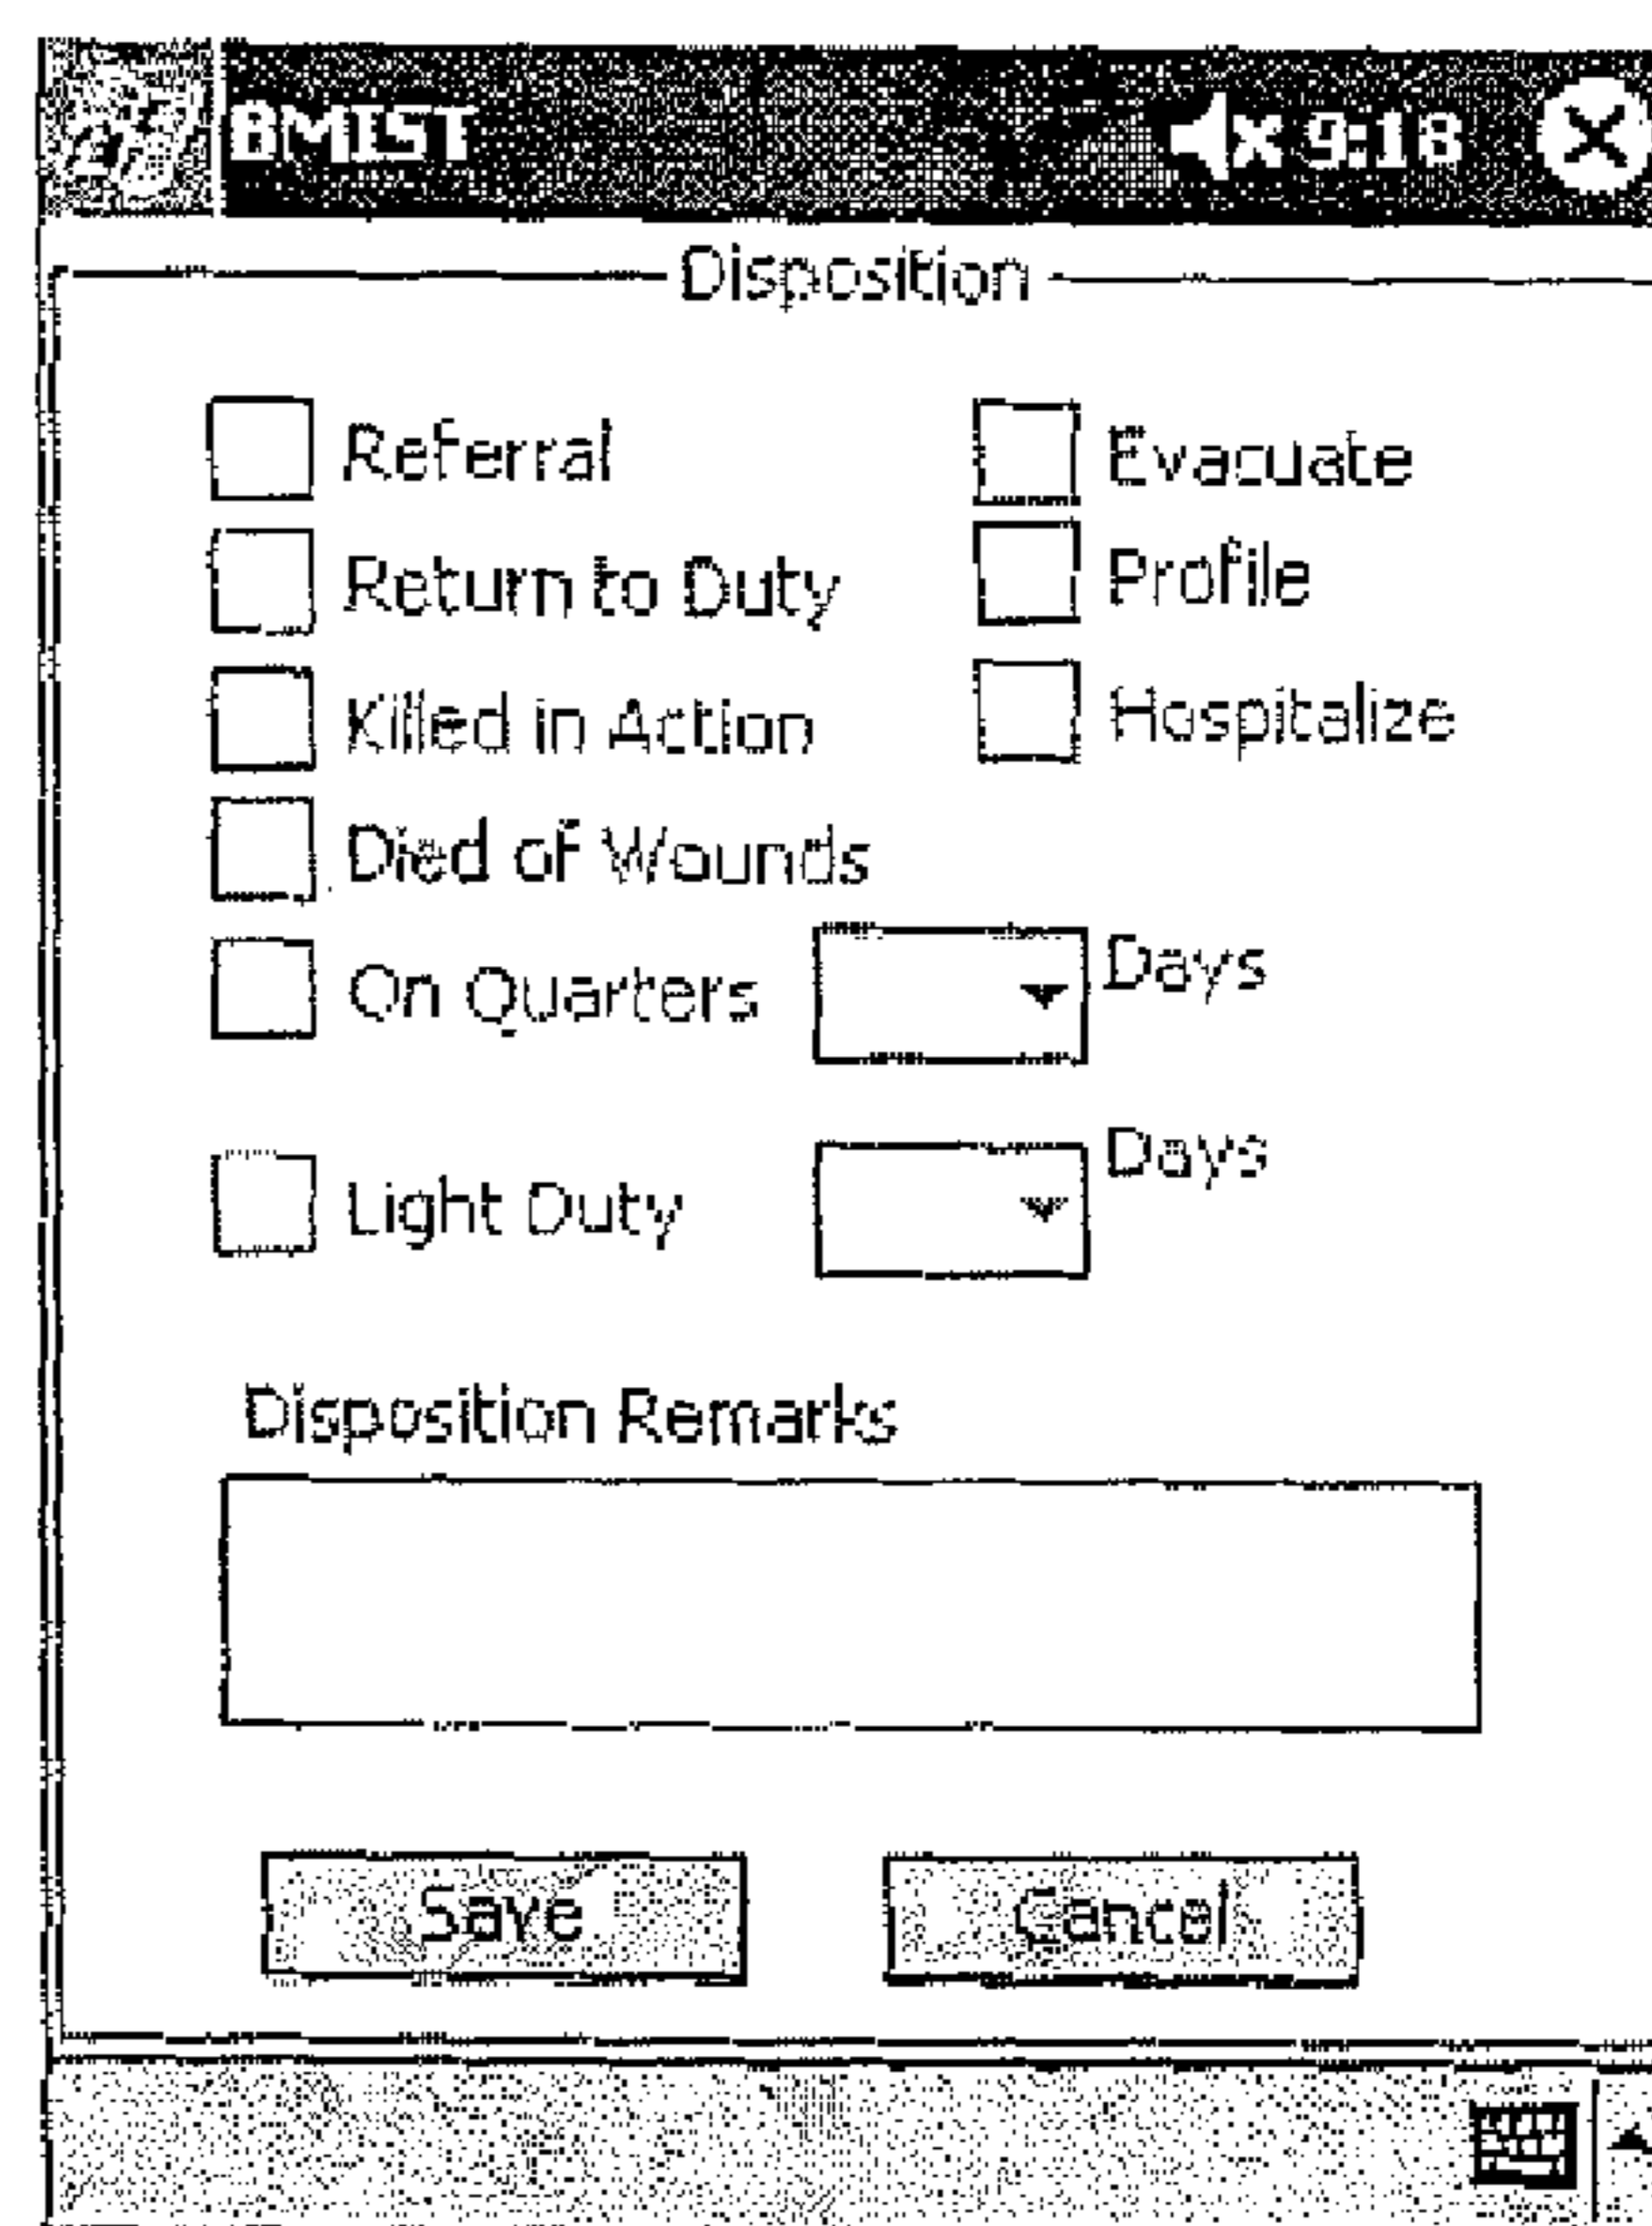 BMIST 9:18
Disposition
Referral Evacuate
Return to Duty Profile
Killed in Action Hospitalize
Died of Wounds
On Quarters Days
Light Duty Days
Disposition Remarks
Save Cancel